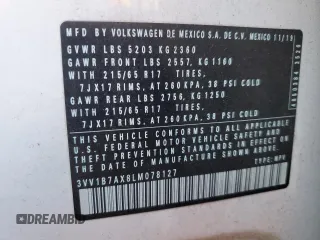 MFD BY VOLKSWAGEN DE MEXICO S.A. DE C.V. MEXICO 11/19
GVWR LBS 5203 KG 2360
GAWR FRONT LBS 2557, KG 1160
WITH 215/65 R17 TIRES,
7JX17 RIMS, AT 260 KPA, 38 PSI COLD
GAWR REAR LBS 2756, KG 1250
WITH 215/65 R17 TIRES,
7JX17 RIMS, AT 260 KPA, 38 PSI COLD
THIS VEHICLE CONFORMS TO ALL APPLICABLE
FEDERAL MOTOR VEHICLE SAFETY AND
THEFT PREVENTION STANDARDS IN EFFECT ON
THE DATE OF MANUFACTURE SHOWN ABOVE.
3VV1B7AX8LM078127 TYPE: MPV
© DREAMBID